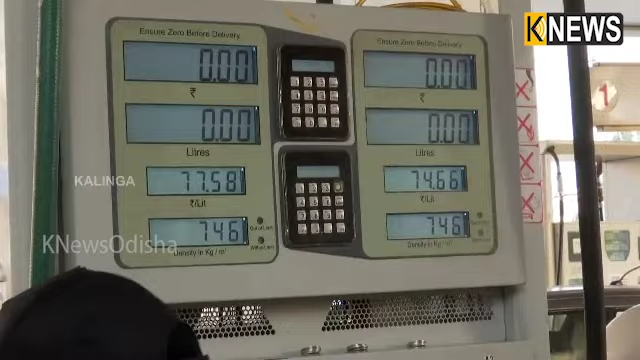 KNEWS
Ensure Zero Before Delivery
0.00
₹
0.00
Litres
77.58
₹/Lit
746
Density in Kg / m³
Ensure Zero Before Delivery
0.00
₹
0.00
Litres
74.66
₹/Lit
746
Density in Kg / m³
1
KALINGA
KNewsOdisha